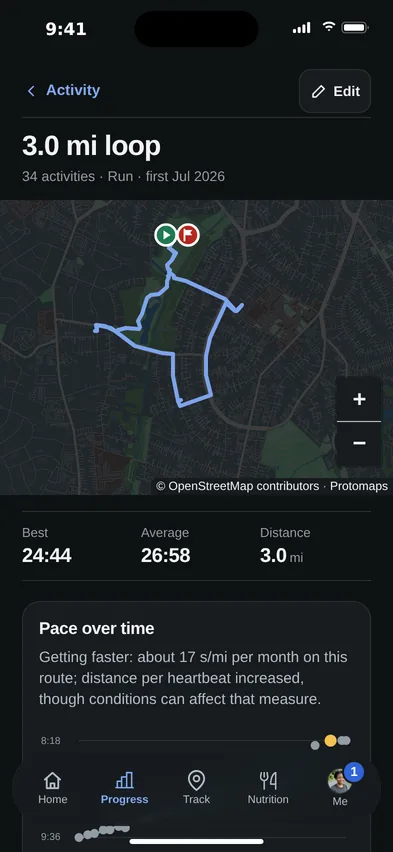 9:41
Activity
Edit
3.0 mi loop
34 activities · Run · first Jul 2026
+
−
© OpenStreetMap contributors · Protomaps
Best
Average
Distance
24:44
26:58
3.0 mi
Pace over time
Getting faster: about 17 s/mi per month on this
route; distance per heartbeat increased,
though conditions can affect that measure.
8:18
1
Home
Progress
Track
Nutrition
Me
9:36